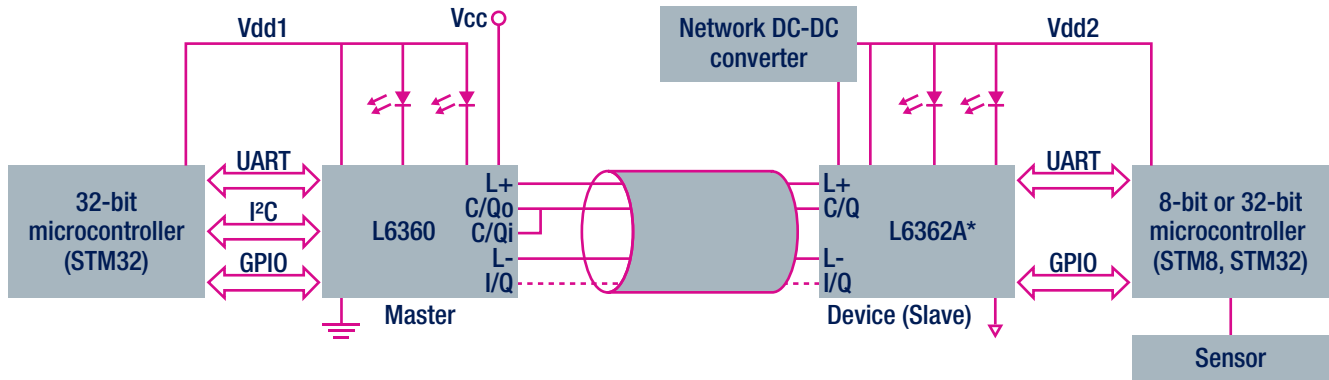 Vdd1
Vcc
Network DC-DC
converter
Vdd2
32-bit
microcontroller
(STM32)
UART
I²C
GPIO
L6360
L+
C/Qo
C/Qi
L-
I/Q
Master
L+
C/Q
L-
I/Q
L6362A*
Device (Slave)
UART
GPIO
8-bit or 32-bit
microcontroller
(STM8, STM32)
Sensor